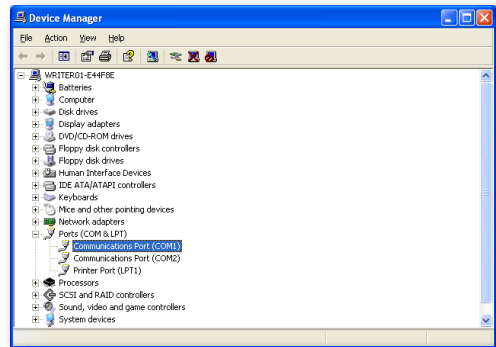 Device Manager
File Action View Help
WRITER01-E44F8E
Batteries
Computer
Disk drives
Display adapters
DVD/CD-ROM drives
Floppy disk controllers
Floppy disk drives
Human Interface Devices
IDE ATA/ATAPI controllers
Keyboards
Mice and other pointing devices
Network adapters
Ports (COM & LPT)
Communications Port (COM1)
Communications Port (COM2)
Printer Port (LPT1)
Processors
SCSI and RAID controllers
Sound, video and game controllers
System devices